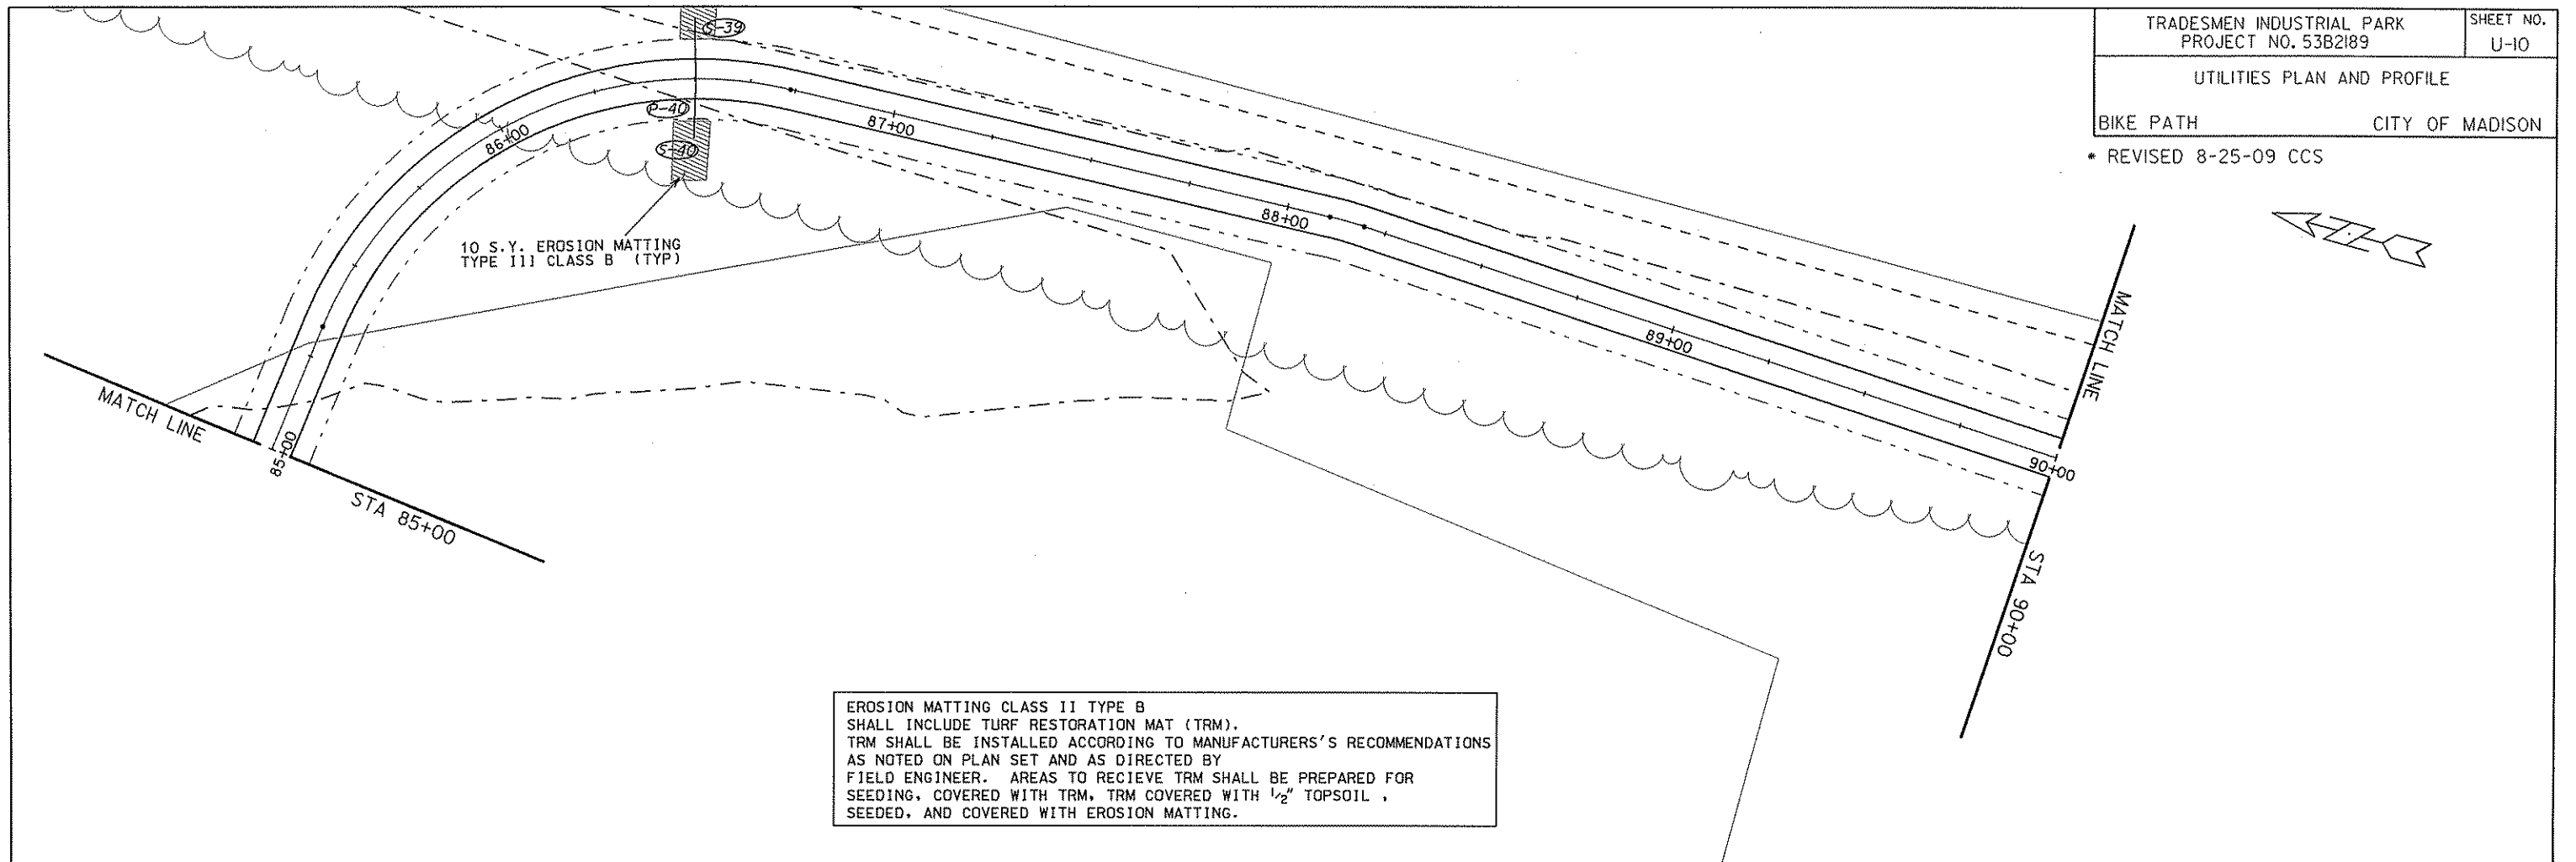 TRADESMEN INDUSTRIAL PARK
PROJECT NO. 53B2189
SHEET NO.
U-10
UTILITIES PLAN AND PROFILE
BIKE PATH CITY OF MADISON
* REVISED 8-25-09 CCS
S-39
P-40
S-40
86+00
87+00
88+00
89+00
90+00
85+00
10 S.Y. EROSION MATTING
TYPE III CLASS B (TYP)
MATCH LINE
STA 85+00
MATCH LINE
STA 90+00
EROSION MATTING CLASS II TYPE B
SHALL INCLUDE TURF RESTORATION MAT (TRM).
TRM SHALL BE INSTALLED ACCORDING TO MANUFACTURERS'S RECOMMENDATIONS
AS NOTED ON PLAN SET AND AS DIRECTED BY
FIELD ENGINEER. AREAS TO RECIEVE TRM SHALL BE PREPARED FOR
SEEDING, COVERED WITH TRM, TRM COVERED WITH 1/2" TOPSOIL ,
SEEDED, AND COVERED WITH EROSION MATTING.